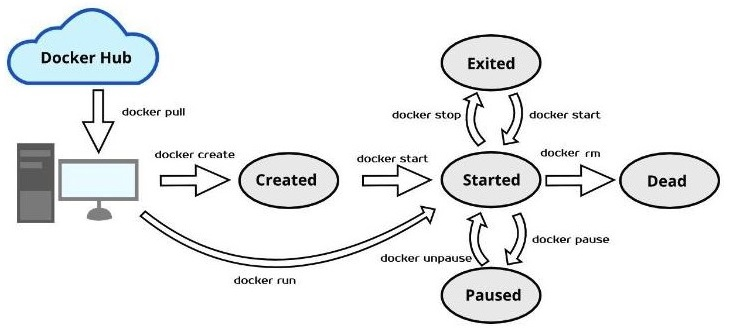 Docker Hub
docker pull
Exited
docker stop
docker start
docker create
Created
docker start
Started
docker rm
Dead
docker run
docker unpause
docker pause
Paused